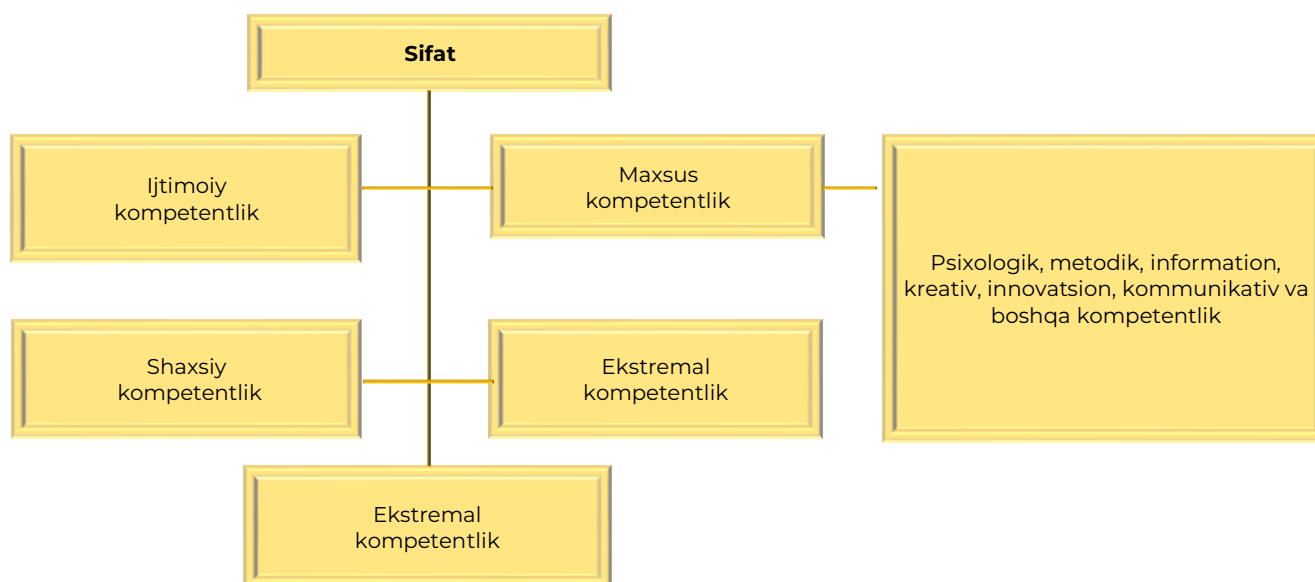 Sifat
Ijtimoiy
kompetentlik
Maxsus
kompetentlik
Psixologik, metodik, information,
kreativ, innovatsion, kommunikativ va
boshqa kompetentlik
Shaxsiy
kompetentlik
Ekstremal
kompetentlik
Ekstremal
kompetentlik